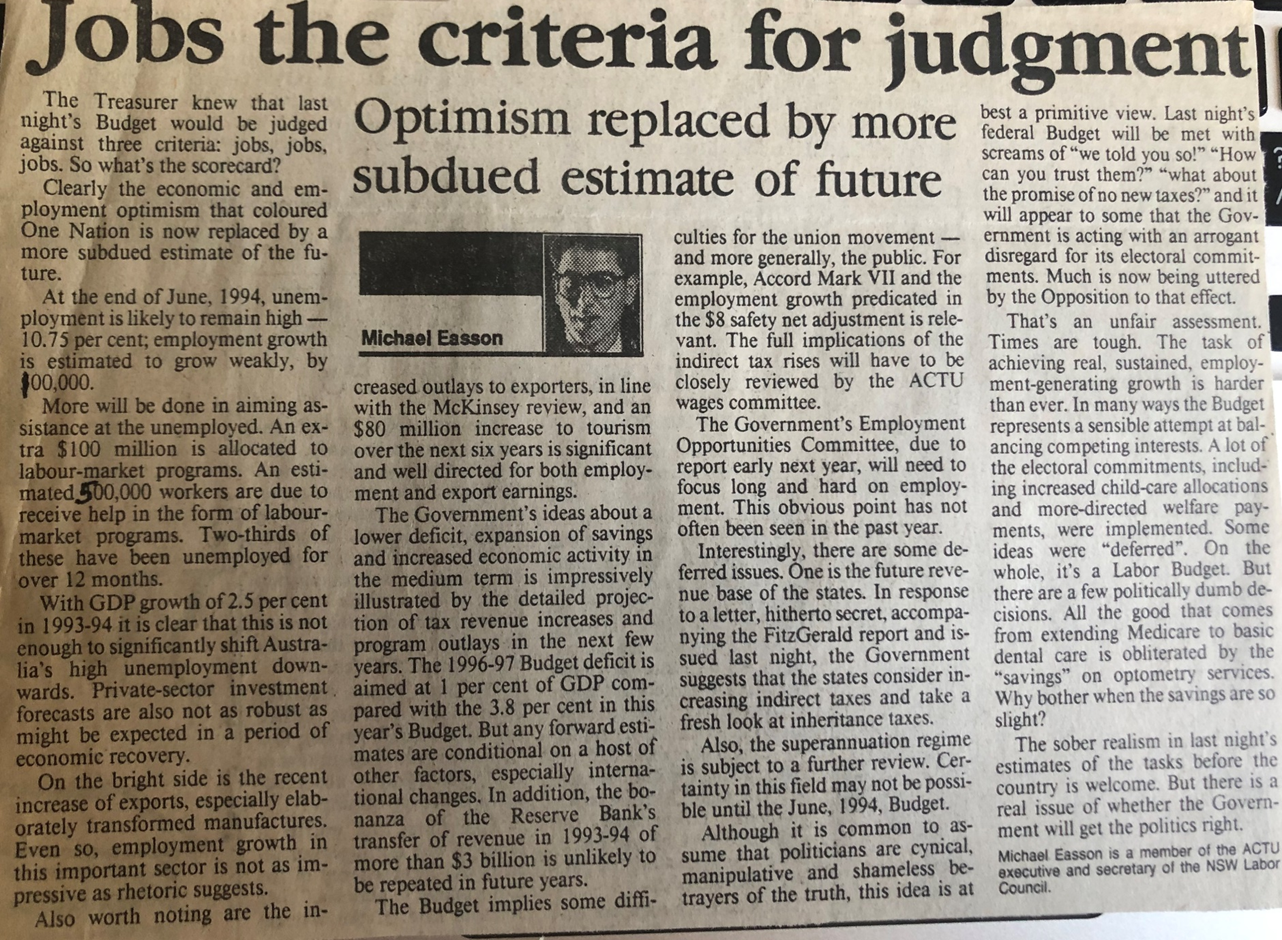 Jobs the criteria for judgment
The Treasurer knew that last
night's Budget would be judged
against three criteria: jobs, jobs,
jobs. So what's the scorecard?
Clearly the economic and em-
ployment optimism that coloured
One Nation is now replaced by a
more subdued estimate of the fu-
ture.
At the end of June, 1994, unem-
ployment is likely to remain high —
10.75 per cent; employment growth
is estimated to grow weakly, by
100,000.
More will be done in aiming as-
sistance at the unemployed. An ex-
tra $100 million is allocated to
labour-market programs. An esti-
mated 500,000 workers are due to
receive help in the form of labour-
market programs. Two-thirds of
these have been unemployed for
over 12 months.
With GDP growth of 2.5 per cent
in 1993-94 it is clear that this is not
enough to significantly shift Austra-
lia's high unemployment down-
wards. Private-sector investment
forecasts are also not as robust as
might be expected in a period of
economic recovery.
On the bright side is the recent
increase of exports, especially elab-
orately transformed manufactures.
Even so, employment growth in
this important sector is not as im-
pressive as rhetoric suggests.
Also worth noting are the in-
Optimism replaced by more
subdued estimate of future
Michael Easson
creased outlays to exporters, in line
with the McKinsey review, and an
$80 million increase to tourism
over the next six years is significant
and well directed for both employ-
ment and export earnings.
The Government's ideas about a
lower deficit, expansion of savings
and increased economic activity in
the medium term is impressively
illustrated by the detailed projec-
tion of tax revenue increases and
program outlays in the next few
years. The 1996-97 Budget deficit is
aimed at 1 per cent of GDP com-
pared with the 3.8 per cent in this
year's Budget. But any forward esti-
mates are conditional on a host of
other factors, especially interna-
tional changes. In addition, the bo-
nanza of the Reserve Bank's
transfer of revenue in 1993-94 of
more than $3 billion is unlikely to
be repeated in future years.
The Budget implies some diffi-
culties for the union movement —
and more generally, the public. For
example, Accord Mark VII and the
employment growth predicated in
the $8 safety net adjustment is rele-
vant. The full implications of the
indirect tax rises will have to be
closely reviewed by the ACTU
wages committee.
The Government's Employment
Opportunities Committee, due to
report early next year, will need to
focus long and hard on employ-
ment. This obvious point has not
often been seen in the past year.
Interestingly, there are some de-
ferred issues. One is the future reve-
nue base of the states. In response
to a letter, hitherto secret, accompa-
nying the FitzGerald report and is-
sued last night, the Government
suggests that the states consider in-
creasing indirect taxes and take a
fresh look at inheritance taxes.
Also, the superannuation regime
is subject to a further review. Cer-
tainty in this field may not be possi-
ble until the June, 1994, Budget.
Although it is common to as-
sume that politicians are cynical,
manipulative and shameless be-
trayers of the truth, this idea is at
best a primitive view. Last night's
federal Budget will be met with
screams of "we told you so!" "How
can you trust them?" "what about
the promise of no new taxes?" and it
will appear to some that the Gov-
ernment is acting with an arrogant
disregard for its electoral commit-
ments. Much is now being uttered
by the Opposition to that effect.
That's an unfair assessment.
Times are tough. The task of
achieving real, sustained, employ-
ment-generating growth is harder
than ever. In many ways the Budget
represents a sensible attempt at bal-
ancing competing interests. A lot of
the electoral commitments, includ-
ing increased child-care allocations
and more-directed welfare pay-
ments, were implemented. Some
ideas were "deferred". On the
whole, it's a Labor Budget. But
there are a few politically dumb de-
cisions. All the good that comes
from extending Medicare to basic
dental care is obliterated by the
"savings" on optometry services.
Why bother when the savings are so
slight?
The sober realism in last night's
estimates of the tasks before the
country is welcome. But there is a
real issue of whether the Govern-
ment will get the politics right.
Michael Easson is a member of the ACTU
executive and secretary of the NSW Labor
Council.